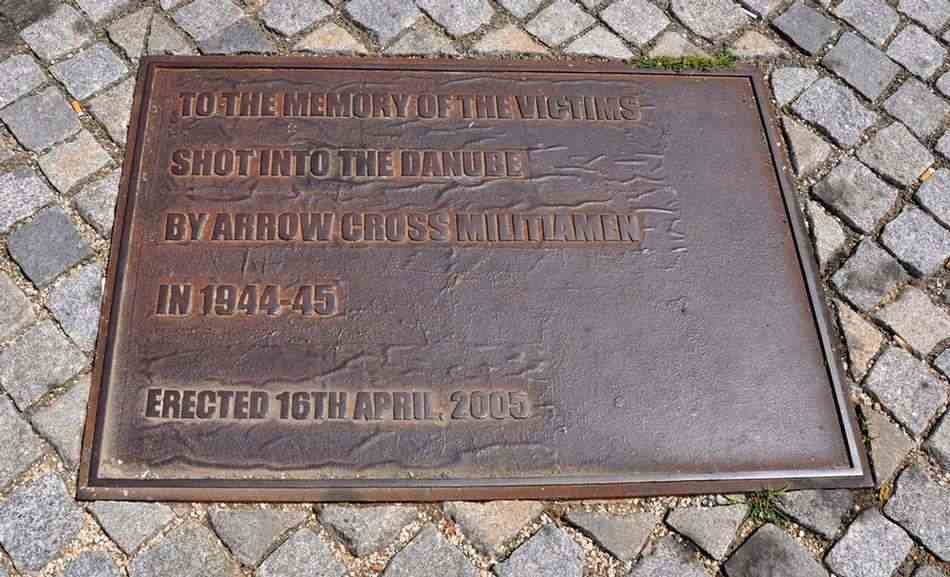 TO THE MEMORY OF THE VICTIMS
SHOT INTO THE DANUBE
BY ARROW CROSS MILITIAMEN
IN 1944-45
ERECTED 16TH APRIL, 2005